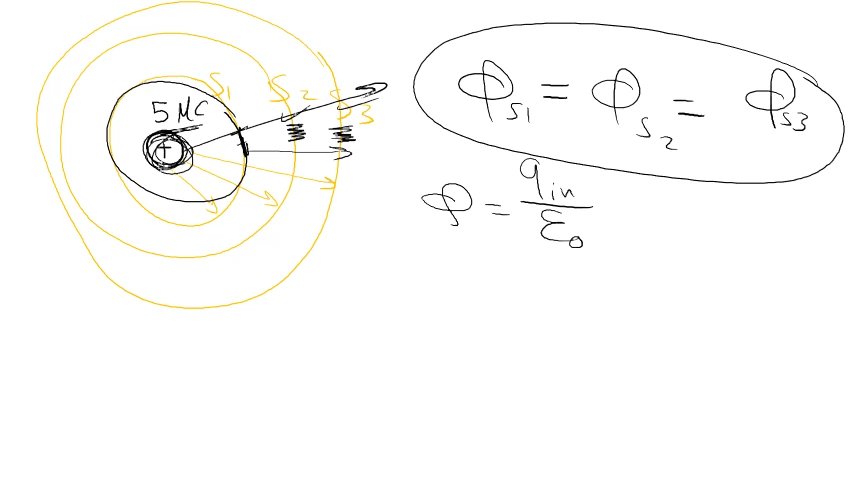 S1 S2 S3
5 MC
+
ϕS1 = ϕS2 = ϕS3
ϕ = qin/ε0